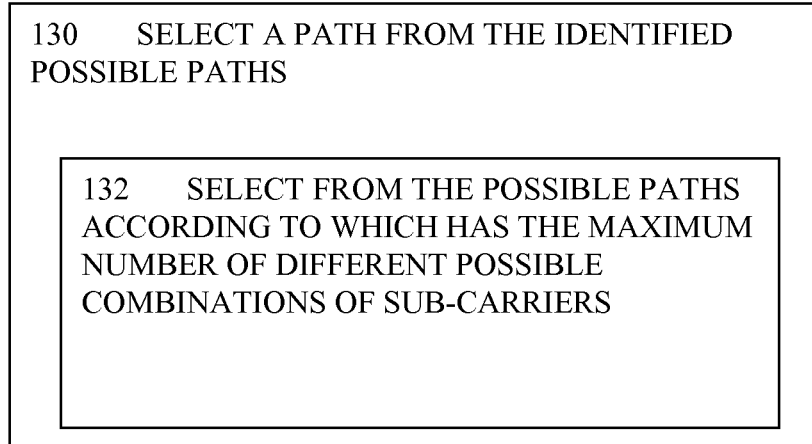 130 SELECT A PATH FROM THE IDENTIFIED
POSSIBLE PATHS
132 SELECT FROM THE POSSIBLE PATHS
ACCORDING TO WHICH HAS THE MAXIMUM
NUMBER OF DIFFERENT POSSIBLE
COMBINATIONS OF SUB-CARRIERS